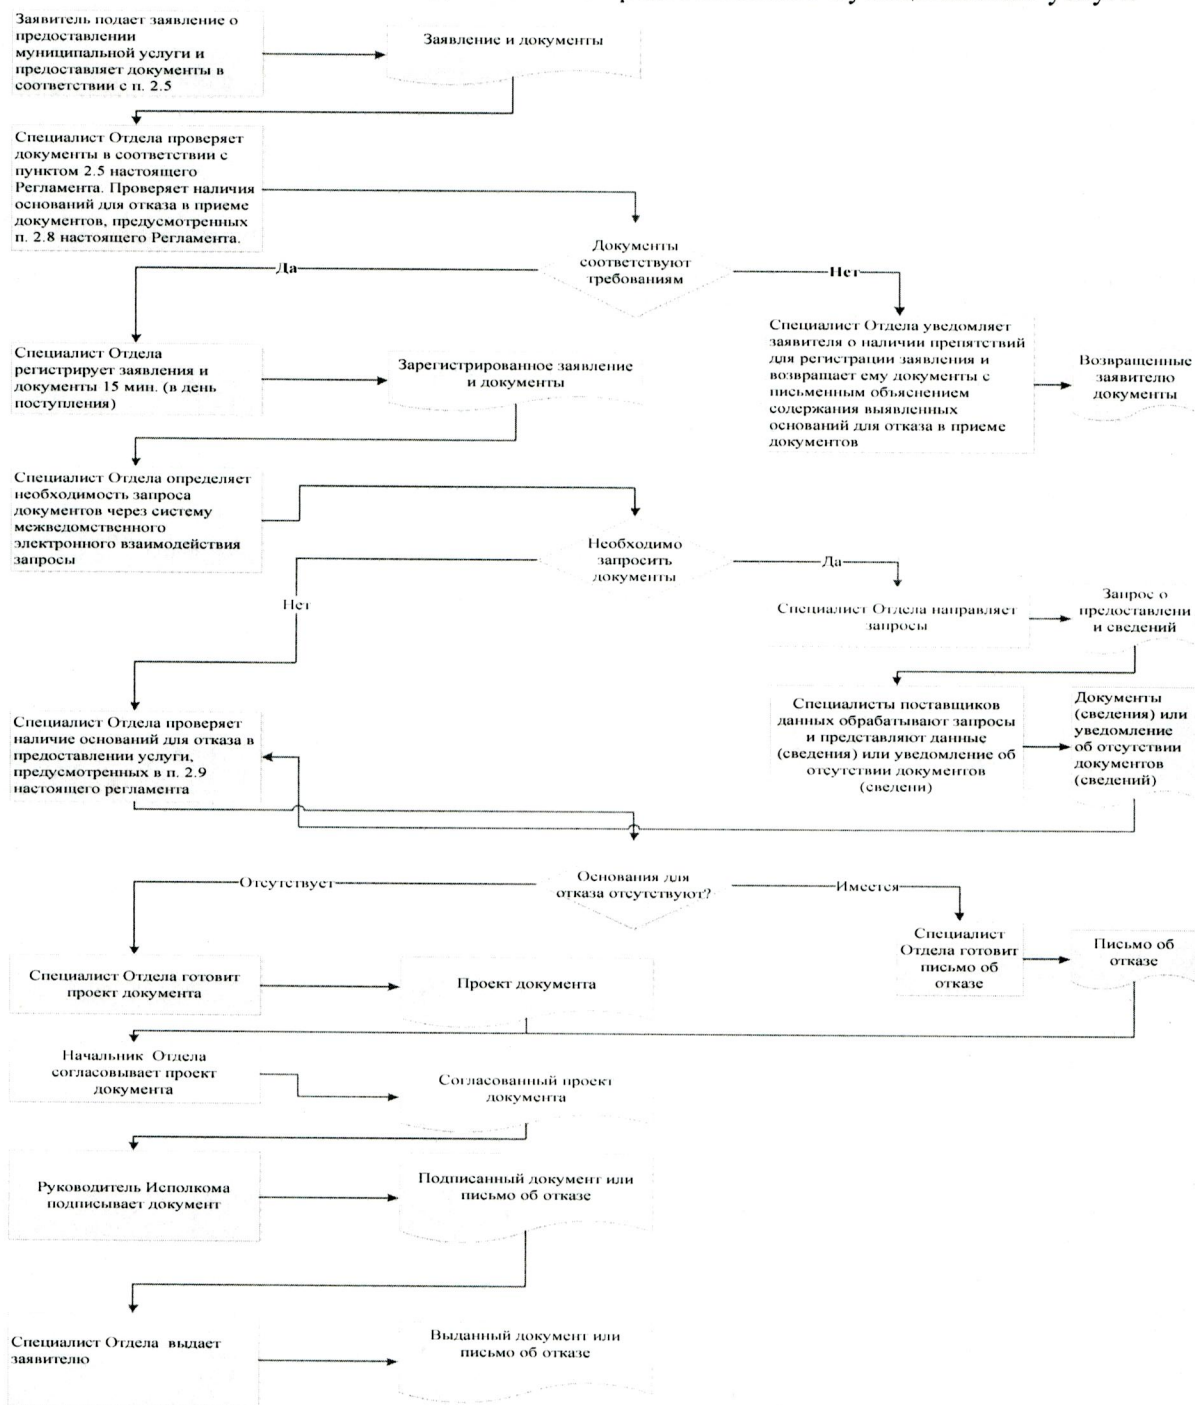 Заявитель подает заявление о
предоставлении
муниципальной услуги и
предоставляет документы в
соответствии с п. 2.5
Заявление и документы
Специалист Отдела проверяет
документы в соответствии с
пунктом 2.5 настоящего
Регламента. Проверяет наличия
оснований для отказа в приеме
документов, предусмотренных
п. 2.8 настоящего Регламента.
Документы
соответствуют
требованиям
Да
Нет
Специалист Отдела
регистрирует заявления и
документы 15 мин. (в день
поступления)
Зарегистрированное заявление
и документы
Специалист Отдела уведомляет
заявителя о наличии препятствий
для регистрации заявления и
возвращает ему документы с
письменным объяснением
содержания выявленных
оснований для отказа в приеме
документов
Возвращенные
заявителю
документы
Специалист Отдела определяет
необходимость запроса
документов через систему
межведомственного
электронного взаимодействия
запросы
Необходимо
запросить
документы
Да
Нет
Специалист Отдела направляет
запросы
Запрос о
предоставлени
и сведений
Специалист Отдела проверяет
наличие оснований для отказа в
предоставлении услуги,
предусмотренных в п. 2.9
настоящего регламента
Специалисты поставщиков
данных обрабатывают запросы
и представляют данные
(сведения) или уведомление об
отсутствии документов
(сведени)
Документы
(сведения) или
уведомление
об отсутствии
документов
(сведений)
Основания для
отказа отсутствуют?
Отсутствует
Имеется
Специалист Отдела готовит
проект документа
Проект документа
Специалист
Отдела готовит
письмо об
отказе
Письмо об
отказе
Начальник Отдела
согласовывает проект
документа
Согласованный проект
документа
Руководитель Исполкома
подписывает документ
Подписанный документ или
письмо об отказе
Специалист Отдела выдает
заявителю
Выданный документ или
письмо об отказе